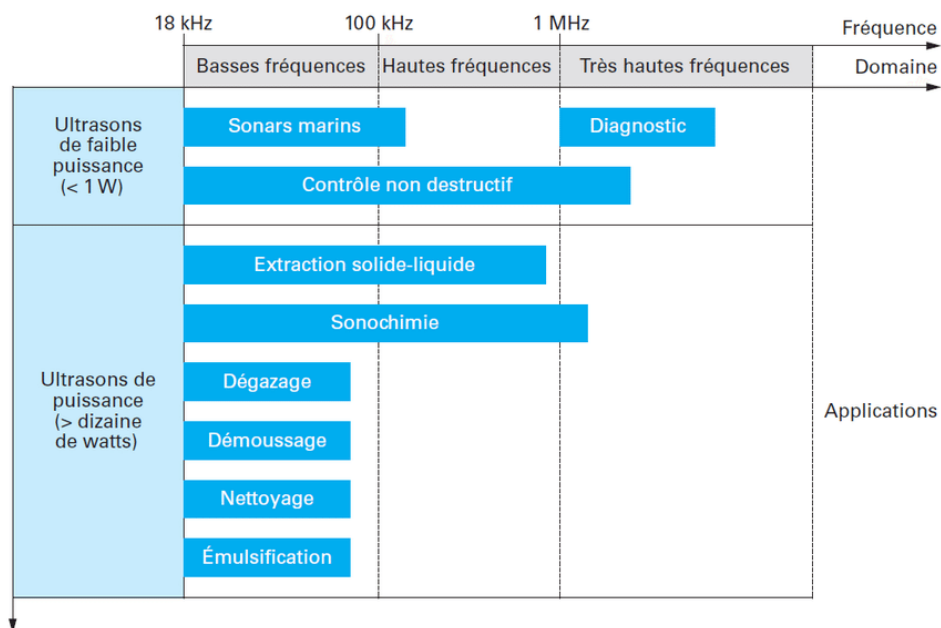 18 kHz
100 kHz
1 MHz
Fréquence
Basses fréquences
Hautes fréquences
Très hautes fréquences
Domaine
Ultrasons
de faible
puissance
(< 1 W)
Sonars marins
Diagnostic
Contrôle non destructif
Ultrasons de
puissance
(> dizaine
de watts)
Extraction solide-liquide
Sonochimie
Dégazage
Démoussage
Nettoyage
Émulsification
Applications